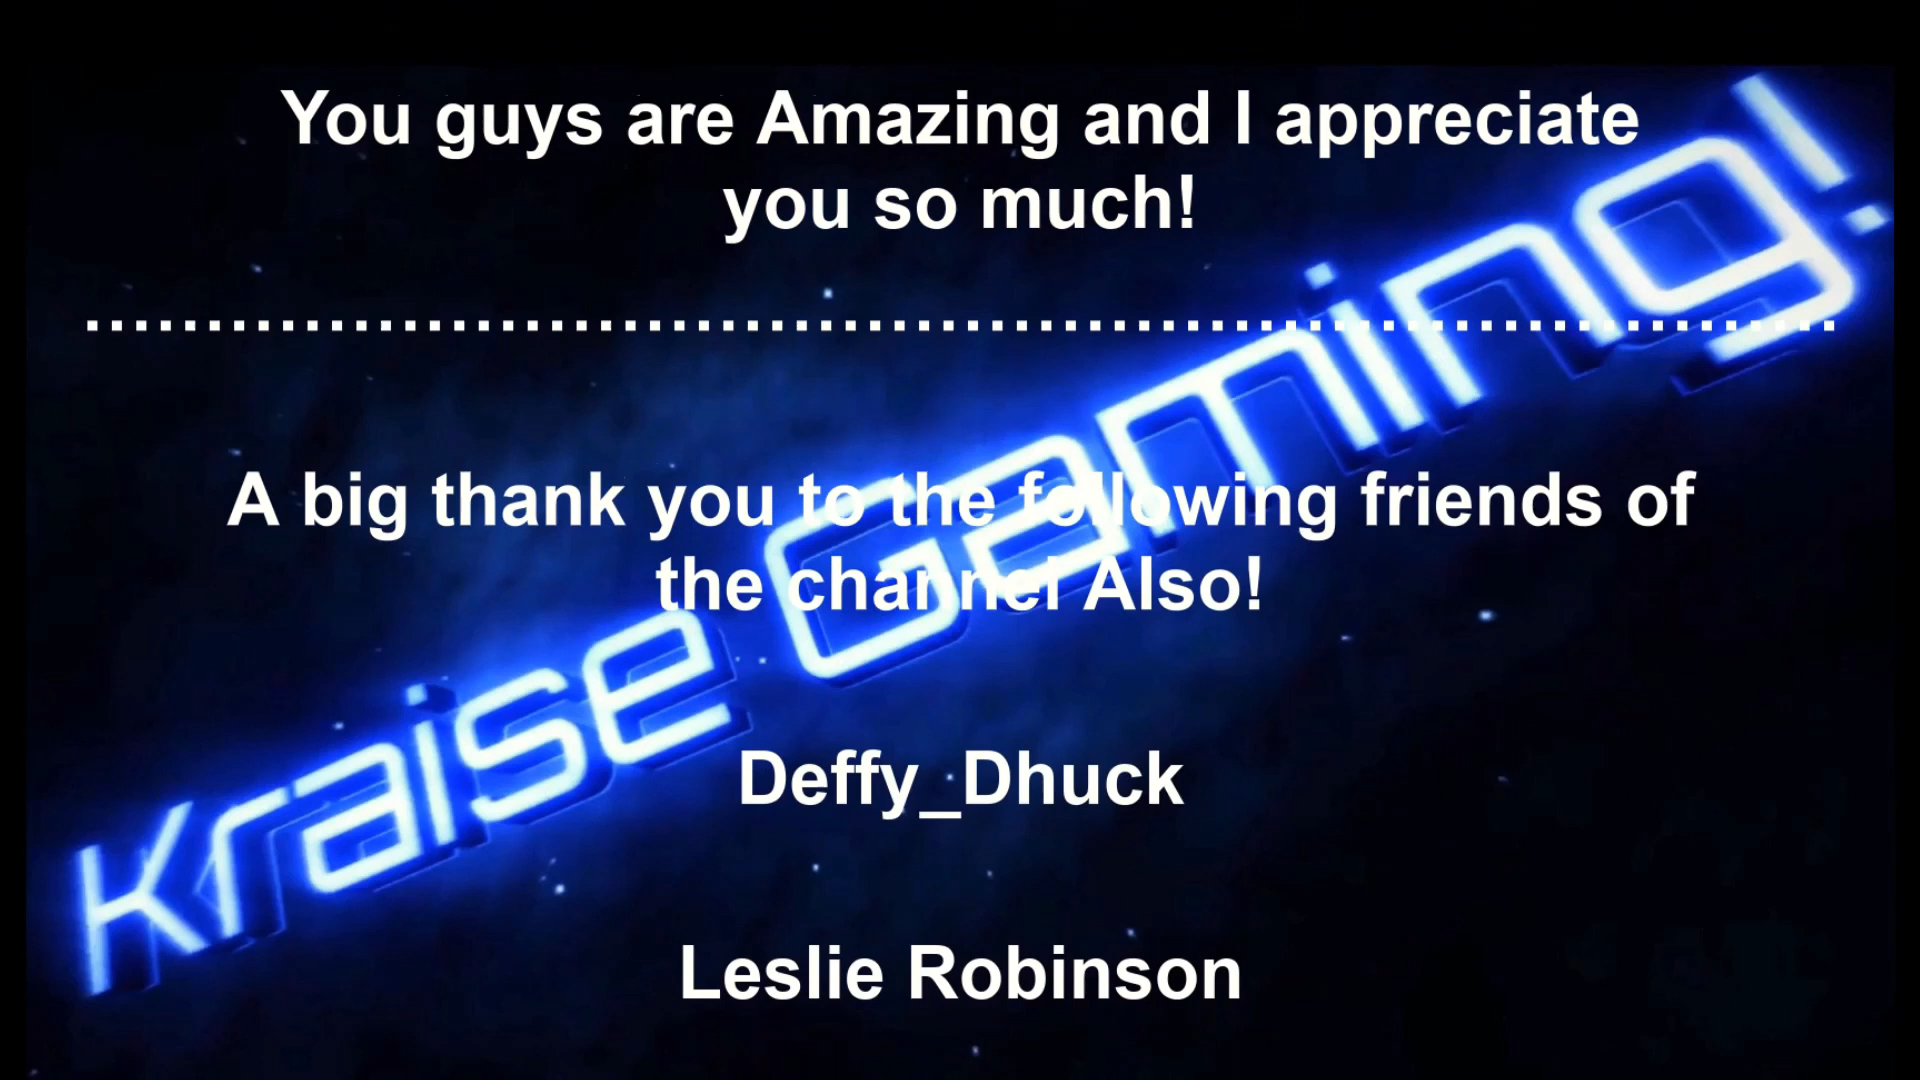 You guys are Amazing and I appreciate
you so much!
A big thank you to the following friends of
the channel Also!
Kraise Gaming!
Deffy_Dhuck
Leslie Robinson